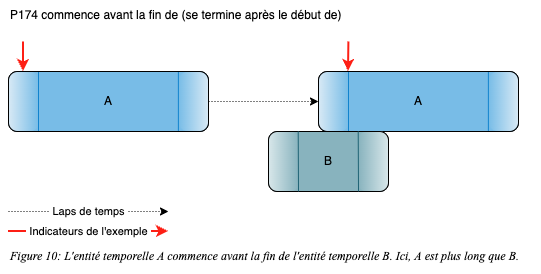 P174 commence avant la fin de (se termine après le début de)
A
A
B
Laps de temps
Indicateurs de l'exemple
Figure 10: L'entité temporelle A commence avant la fin de l'entité temporelle B. Ici, A est plus long que B.